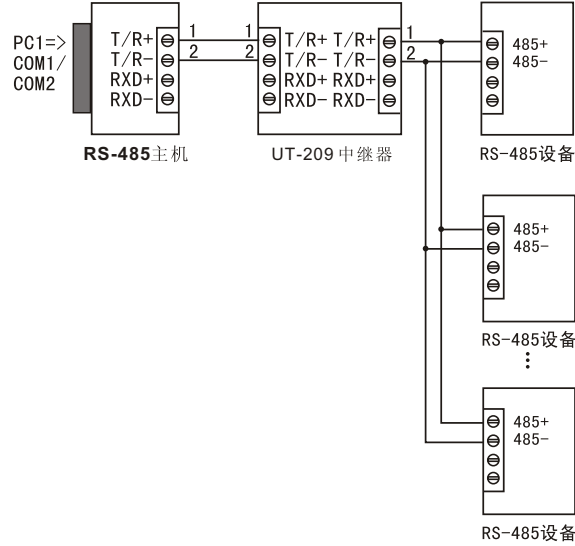 PC1=>
COM1/
COM2
T/R+
T/R-
RXD+
RXD-
1
2
1
2
RS-485主机
T/R+ T/R+
T/R- T/R-
RXD+ RXD+
RXD- RXD-
1
2
UT-209 中继器
485+
485-
RS-485设备
485+
485-
RS-485设备
485+
485-
RS-485设备